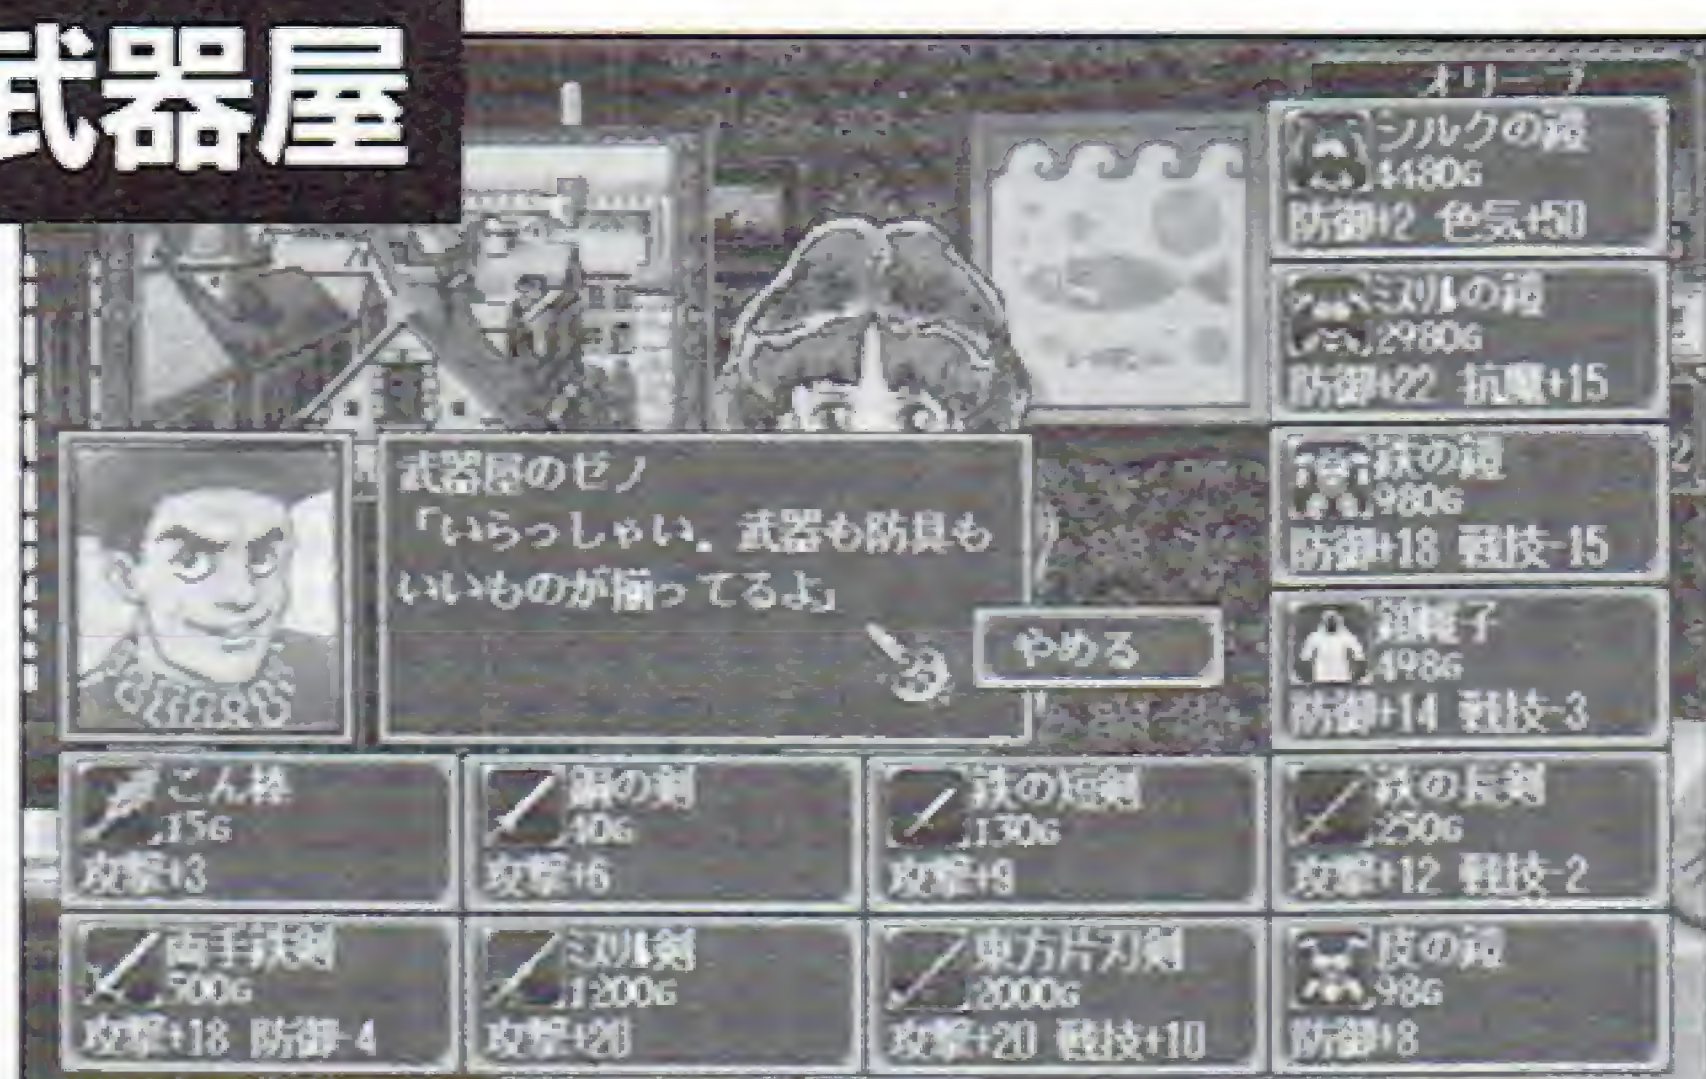 武器屋
オリーブ
シルクの鎧
4480G
防御+2 色気+50
ミスリルの鎧
2980G
防御+22 抗魔+15
鉄の鎧
980G
防御+18 戦技-15
鎖帷子
498G
防御+14 戦技-3
武器屋のゼノ
「いらっしゃい。武器も防具も
いいものが揃ってるよ」
やめる
こん棒
15G
攻撃+3
銅の剣
40G
攻撃+6
鉄の短剣
130G
攻撃+9
鉄の長剣
250G
攻撃+12 戦技-2
両手鉄剣
500G
攻撃+18 防御-4
ミスリル剣
1200G
攻撃+20
東方片刃剣
2000G
攻撃+20 戦技+10
皮の鎧
98G
防御+8